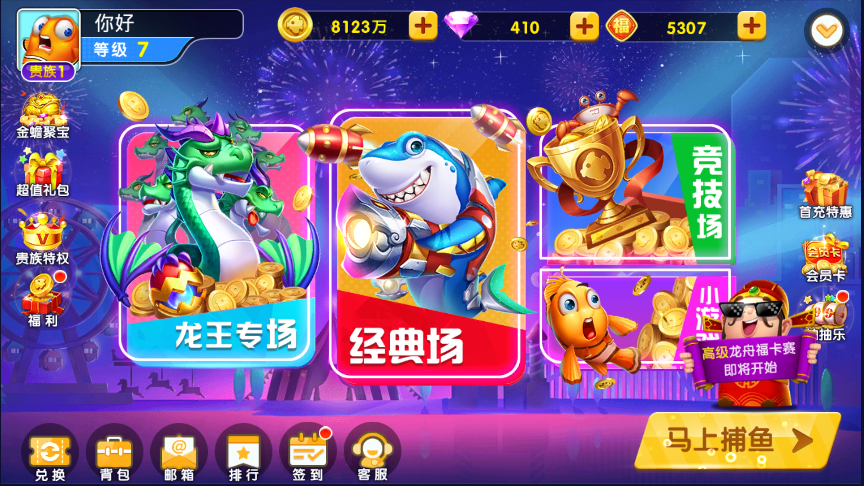 你好
等级 7
贵族1
8123万
410
5307
福
金蟾聚宝
超值礼包
贵族特权
V
福利
龙王专场
经典场
竞技场
小游戏
首充特惠
会员卡
会员卡
抽乐
高级龙舟福卡赛
即将开始
马上捕鱼
兑换
背包
邮箱
排行
签到
客服